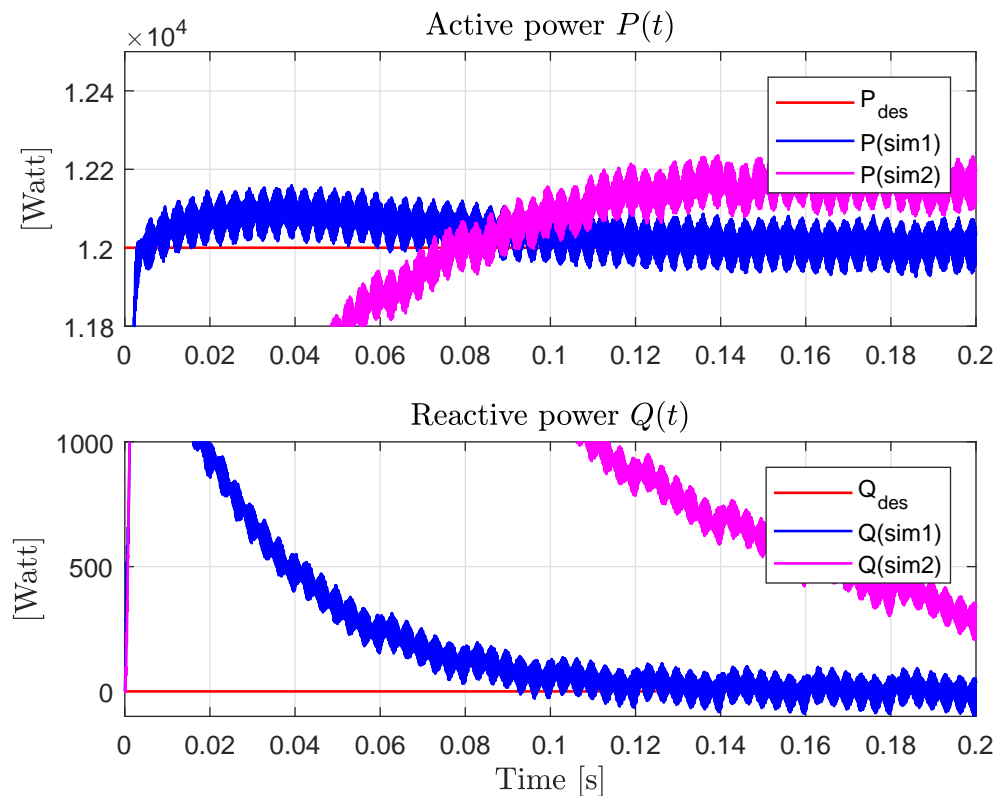 Active power P(t)
×10⁴
1.24
1.22
1.2
1.18
[Watt]
P_des
P(sim1)
P(sim2)
0 0.02 0.04 0.06 0.08 0.1 0.12 0.14 0.16 0.18 0.2
Reactive power Q(t)
1000
500
0
[Watt]
Q_des
Q(sim1)
Q(sim2)
0 0.02 0.04 0.06 0.08 0.1 0.12 0.14 0.16 0.18 0.2
Time [s]